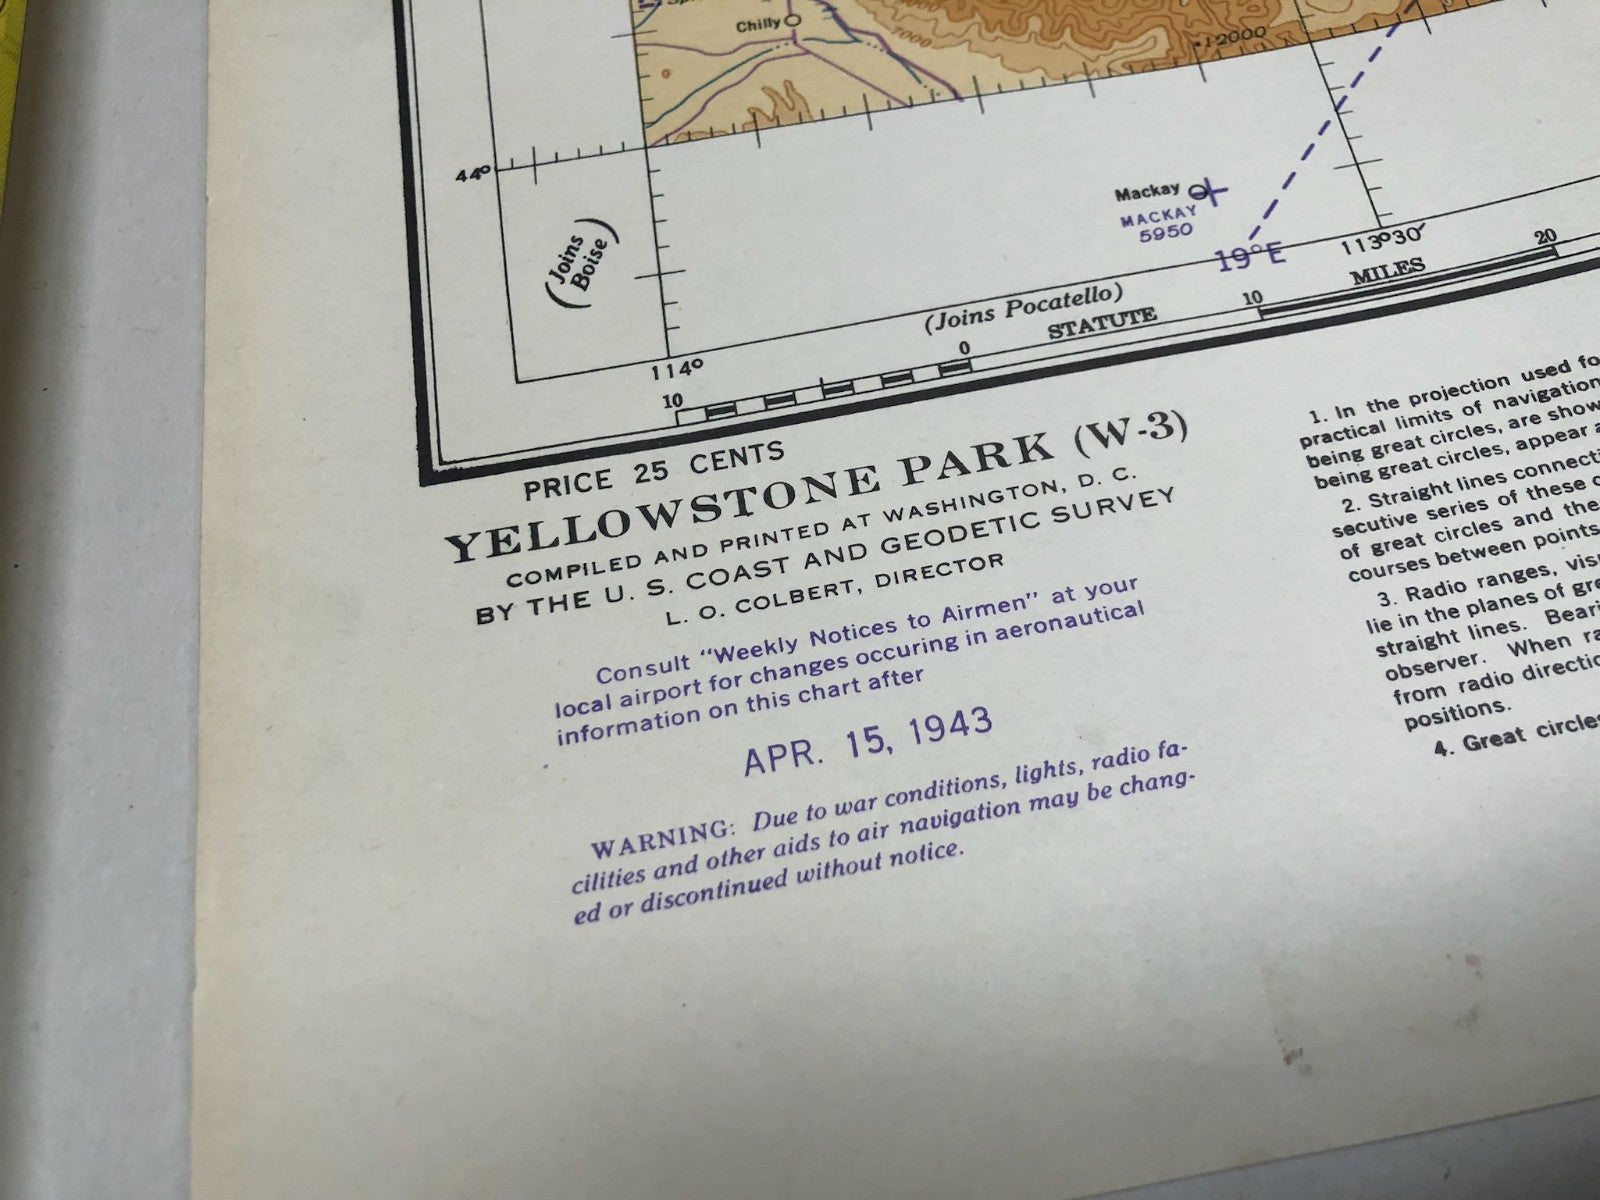 Chilly
7000
12000
44°
Mackay
MACKAY
5950
19°E
113°30′
(Joins
Boise)
(Joins Pocatello)
114°
STATUTE MILES
10 0 10 20
PRICE 25 CENTS
YELLOWSTONE PARK (W-3)
COMPILED AND PRINTED AT WASHINGTON, D. C.
BY THE U. S. COAST AND GEODETIC SURVEY
L. O. COLBERT, DIRECTOR
Consult "Weekly Notices to Airmen" at your
local airport for changes occuring in aeronautical
information on this chart after
APR. 15, 1943
WARNING: Due to war conditions, lights, radio fa-
cilities and other aids to air navigation may be chang-
ed or discontinued without notice.
1. In the projection used
practical limits of navigation
being great circles, are
being great circles, appear
2. Straight lines
secutive series of these
of great circles and the
courses between points
3. Radio ranges,
lie in the planes of
straight lines.
observer. When
from radio
positions.
4. Great